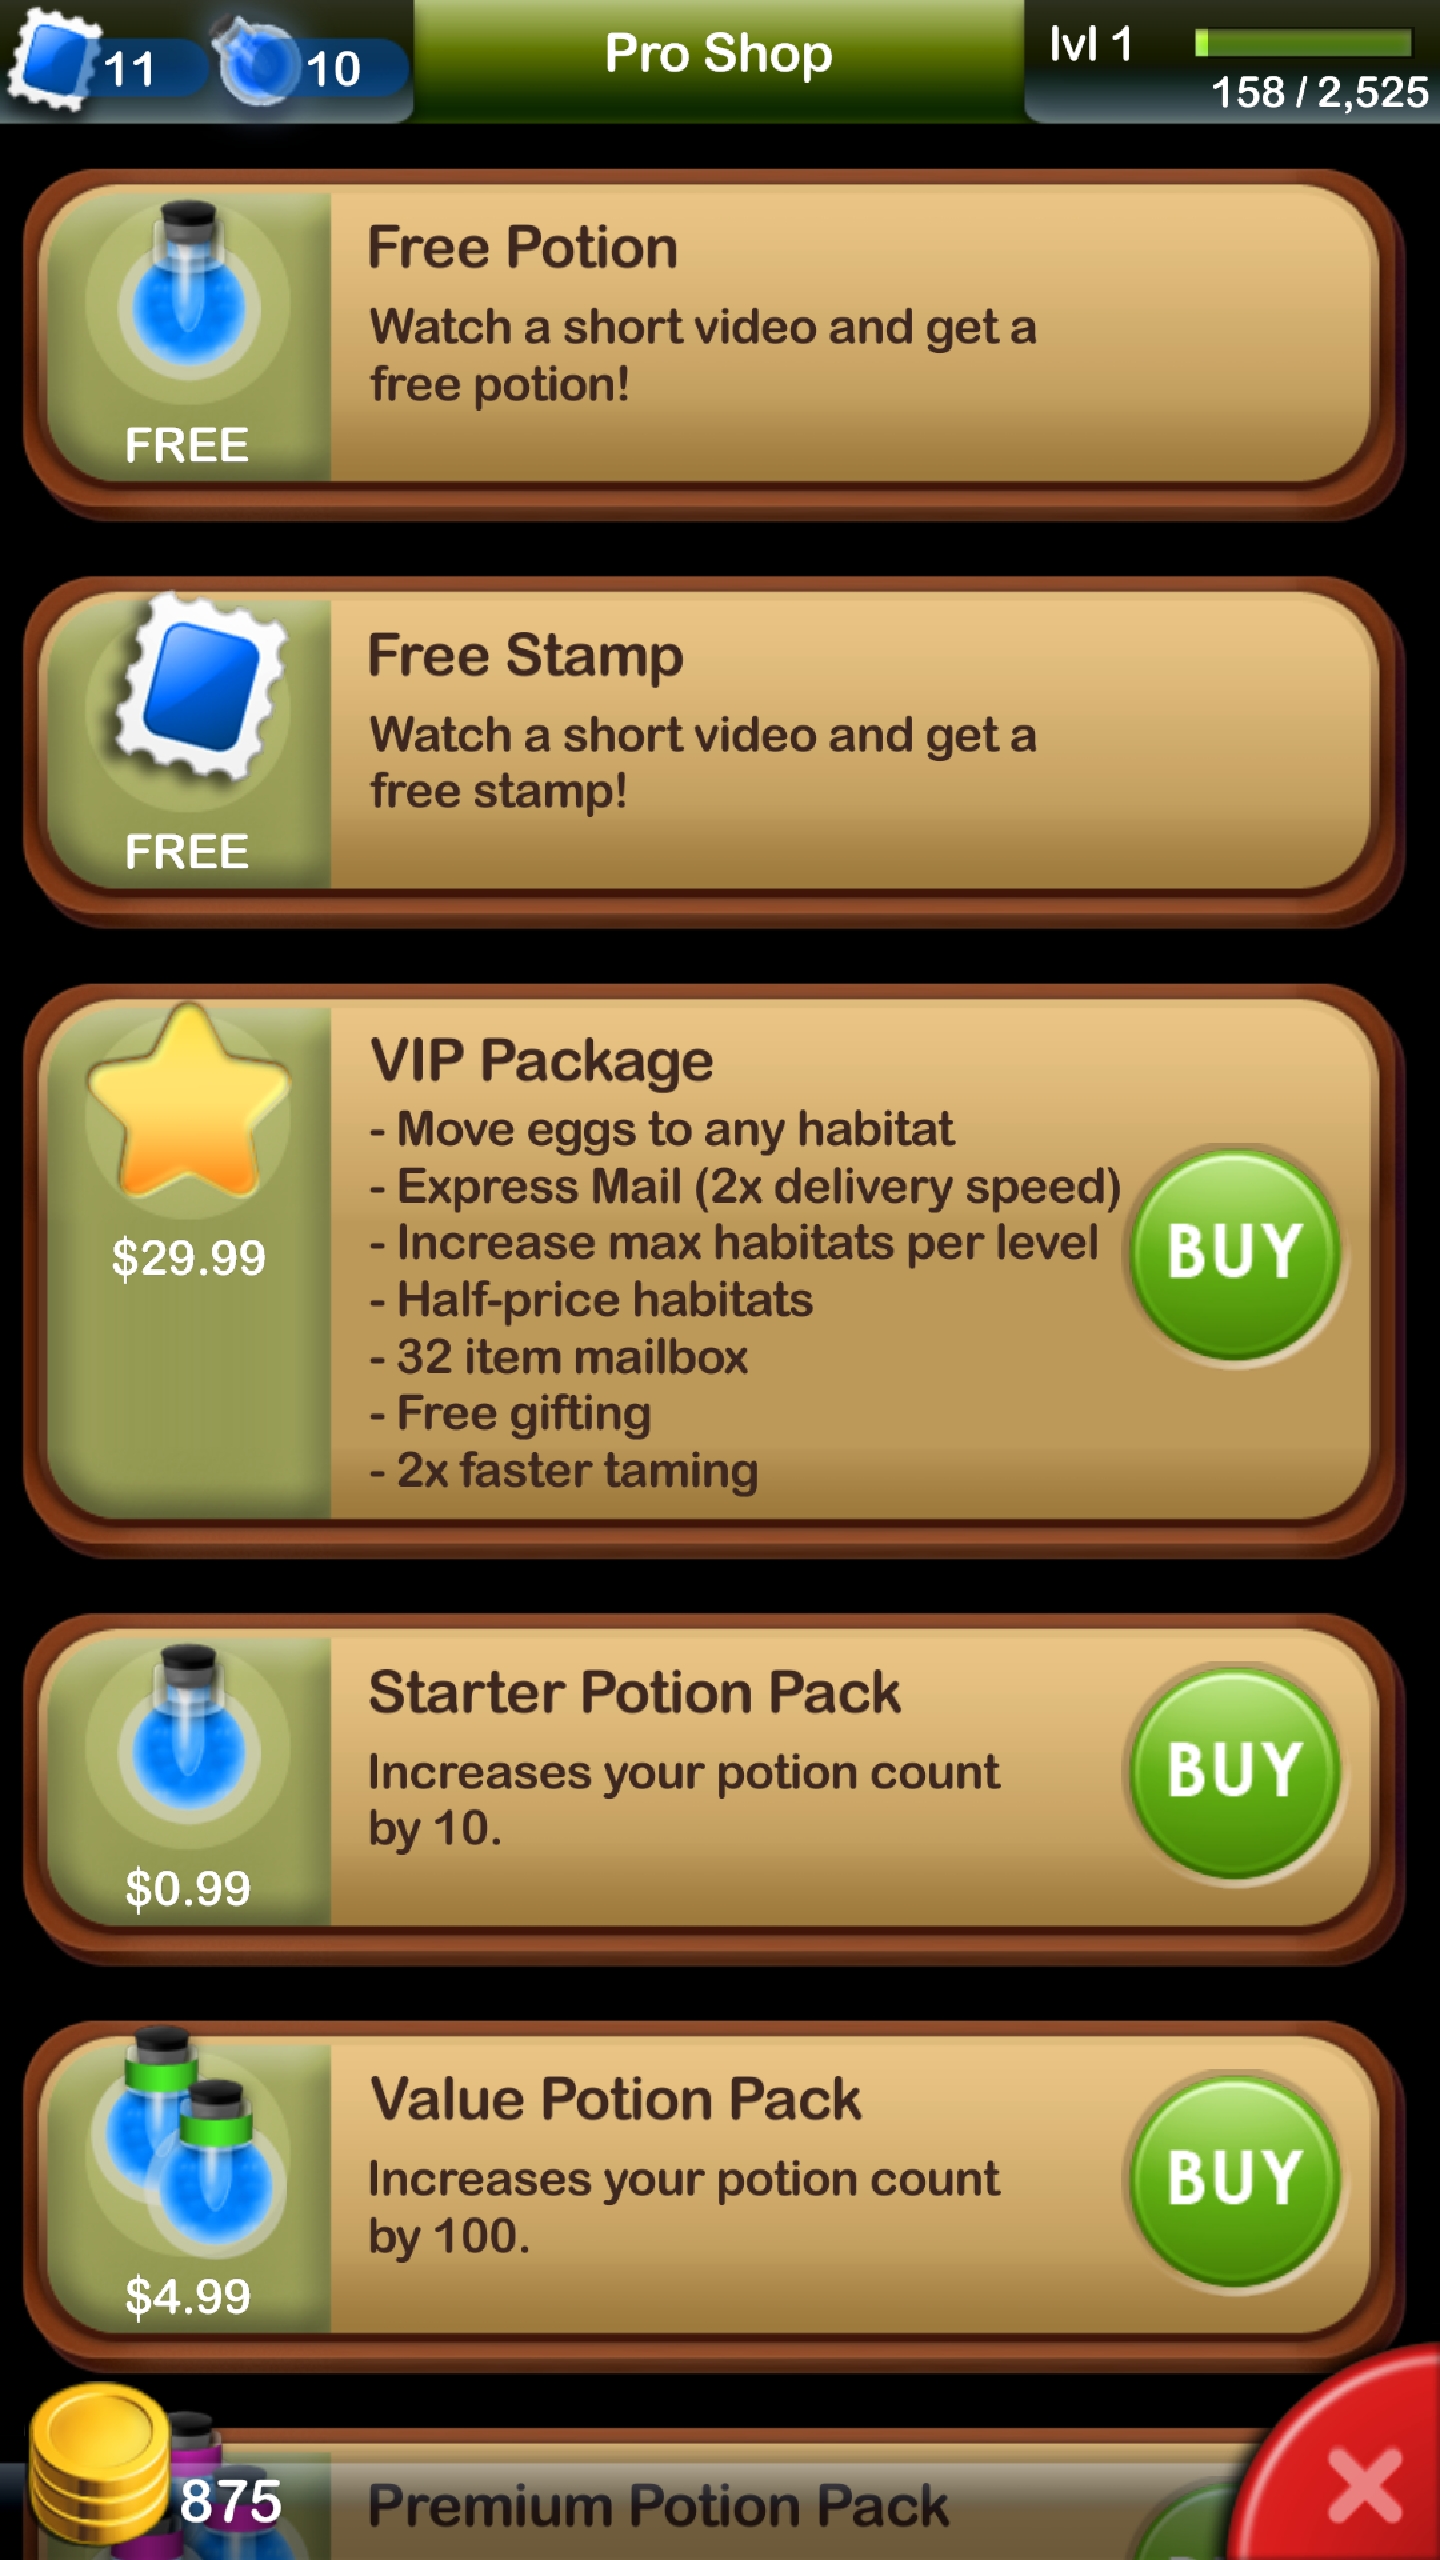 11
10
Pro Shop
lvl 1
158 / 2,525
Free Potion
Watch a short video and get a
free potion!
FREE
Free Stamp
Watch a short video and get a
free stamp!
FREE
VIP Package
- Move eggs to any habitat
- Express Mail (2x delivery speed)
- Increase max habitats per level
- Half-price habitats
- 32 item mailbox
- Free gifting
- 2x faster taming
$29.99
BUY
Starter Potion Pack
Increases your potion count
by 10.
$0.99
BUY
Value Potion Pack
Increases your potion count
by 100.
$4.99
BUY
Premium Potion Pack
875